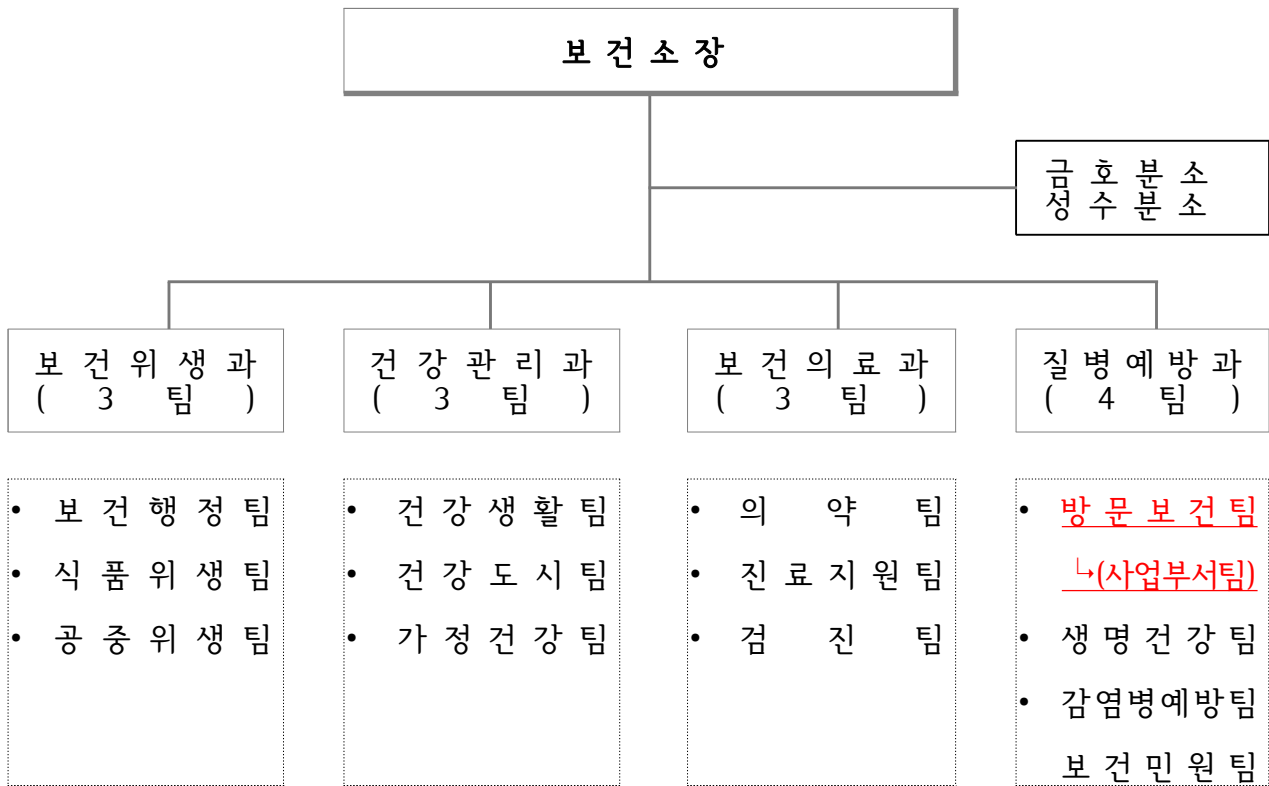 보건소장
금호분소
성수분소
보건위생과
(3팀)
건강관리과
(3팀)
보건의료과
(3팀)
질병예방과
(4팀)
• 보건행정팀
• 식품위생팀
• 공중위생팀
• 건강생활팀
• 건강도시팀
• 가정건강팀
• 의약팀
• 진료지원팀
• 검진팀
• 방문보건팀
↳(사업부서팀)
• 생명건강팀
• 감염병예방팀
보건민원팀